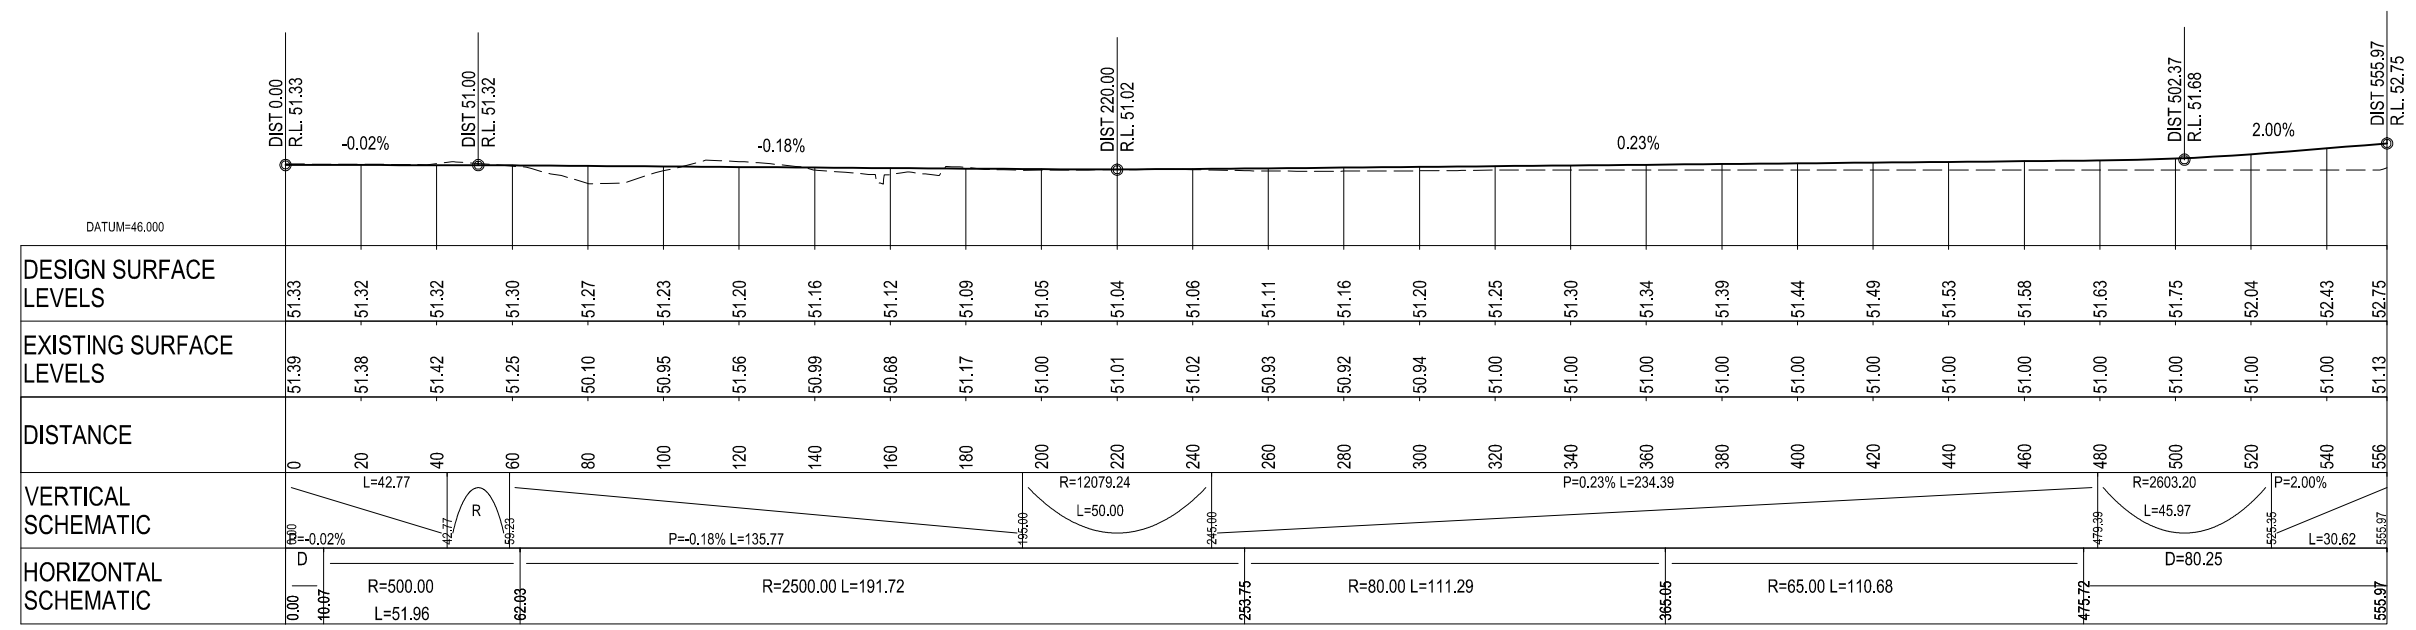 DIST 0.00
R.L. 51.33
DIST 51.00
R.L. 51.32
DIST 220.00
R.L. 51.02
DIST 502.37
R.L. 51.68
DIST 555.97
R.L. 52.75
-0.02%
-0.18%
0.23%
2.00%
DATUM=46.000
DESIGN SURFACE
LEVELS
51.33 51.32 51.32 51.30 51.27 51.23 51.20 51.16 51.12 51.09 51.05 51.04 51.06 51.11 51.16 51.20 51.25 51.30 51.34 51.39 51.44 51.49 51.53 51.58 51.63 51.75 52.04 52.43 52.75
EXISTING SURFACE
LEVELS
51.39 51.38 51.42 51.25 50.10 50.95 51.56 50.99 50.68 51.17 51.00 51.01 51.02 50.93 50.92 50.94 51.00 51.00 51.00 51.00 51.00 51.00 51.00 51.00 51.00 51.00 51.00 51.00 51.13
DISTANCE
0 20 40 60 80 100 120 140 160 180 200 220 240 260 280 300 320 340 360 380 400 420 440 460 480 500 520 540 556
VERTICAL
SCHEMATIC
L=42.77 R=12079.24 P=0.23% L=234.39 R=2603.20 P=2.00%
R L=50.00 L=45.97
0.00 42.77 59.23 195.00 245.00 479.39 525.35 555.97
=-0.02% P=-0.18% L=135.77 L=30.62
HORIZONTAL
SCHEMATIC
D D=80.25
R=500.00 R=2500.00 L=191.72 R=80.00 L=111.29 R=65.00 L=110.68
L=51.96
0.00 10.07 62.03 253.75 365.05 475.72 555.97